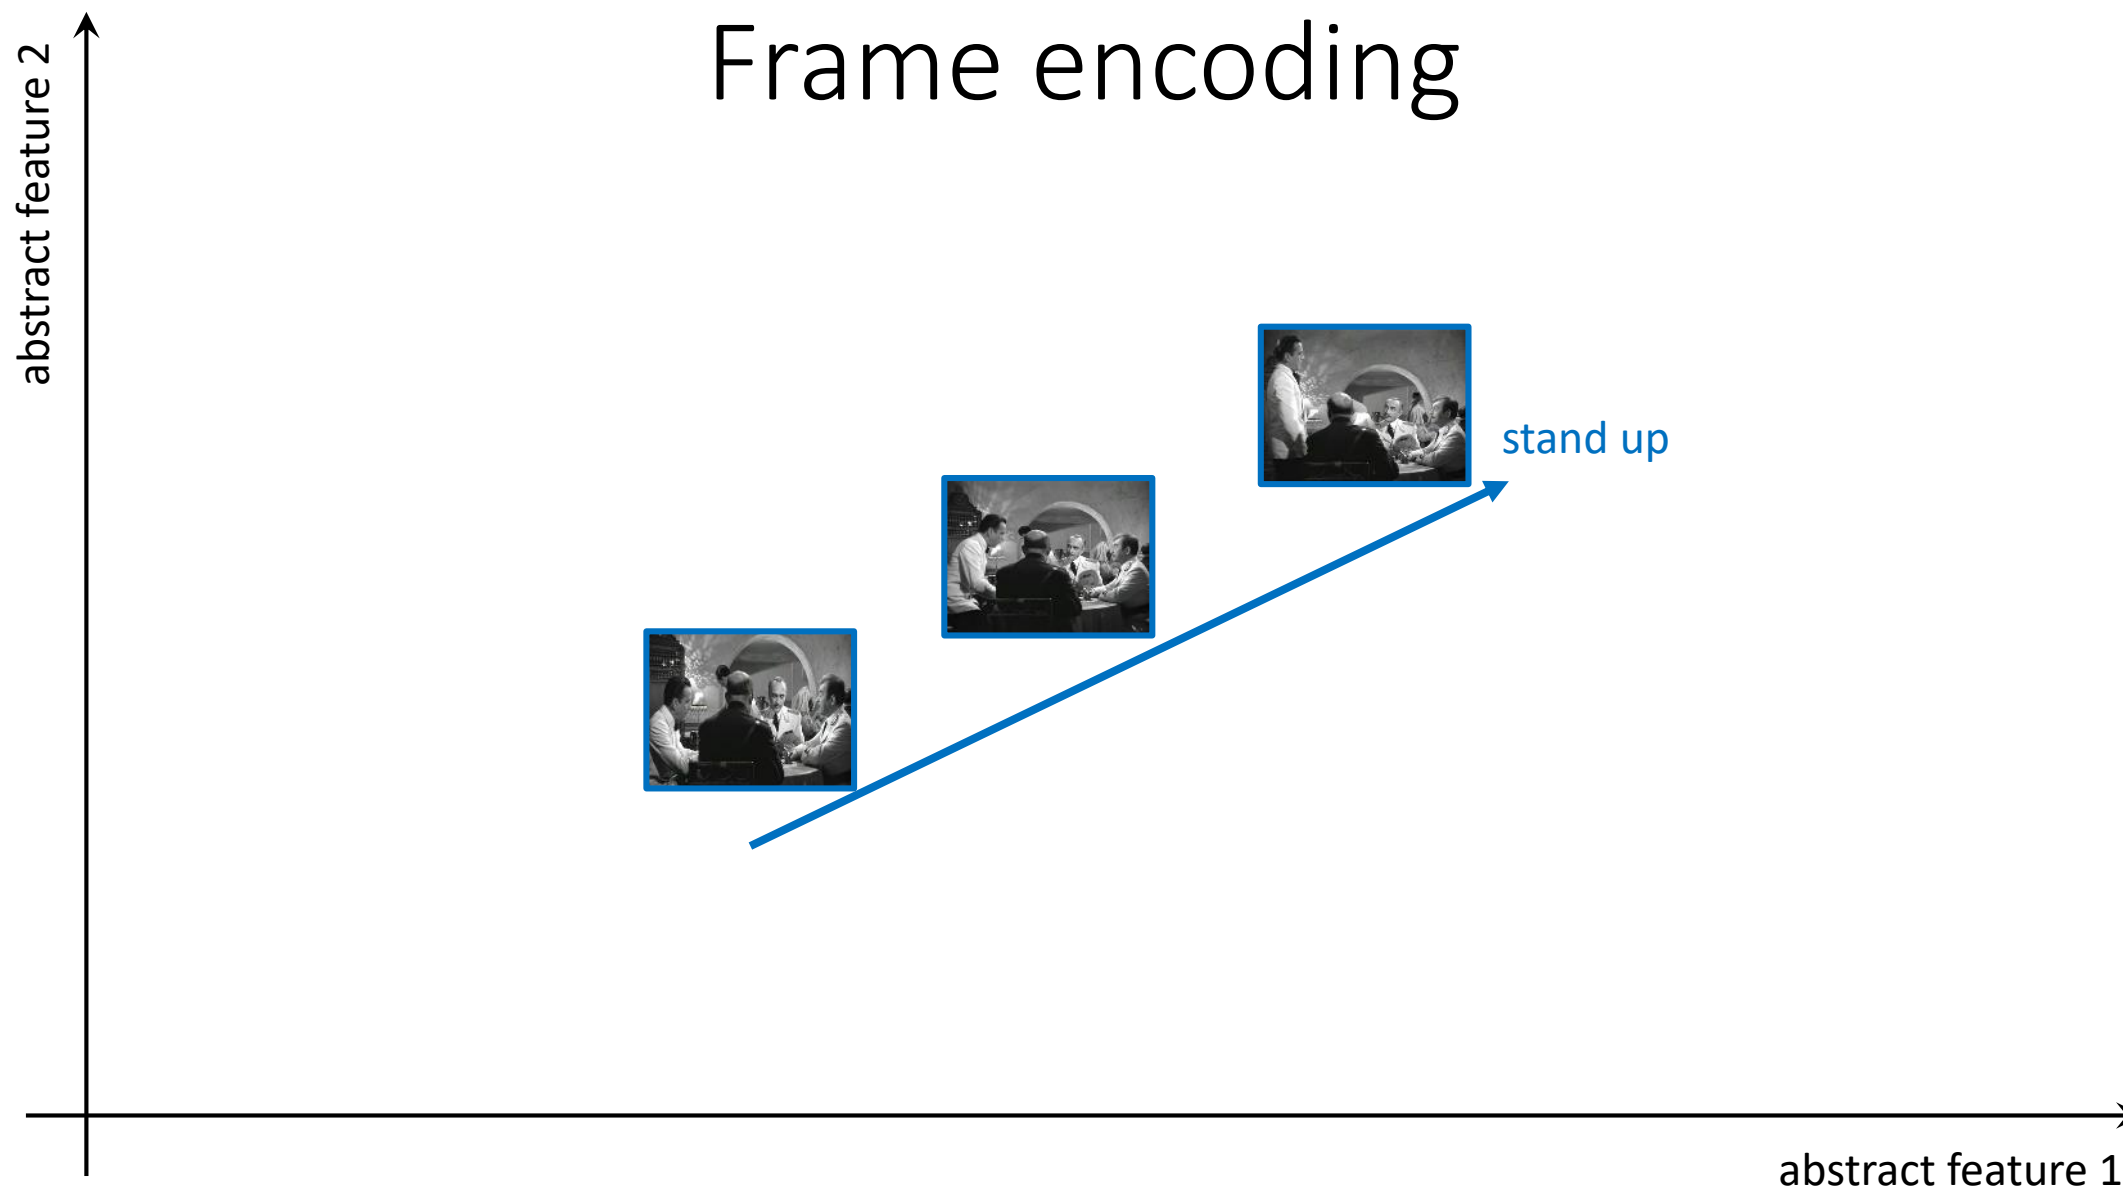 Frame encoding
abstract feature 2
stand up
abstract feature 1